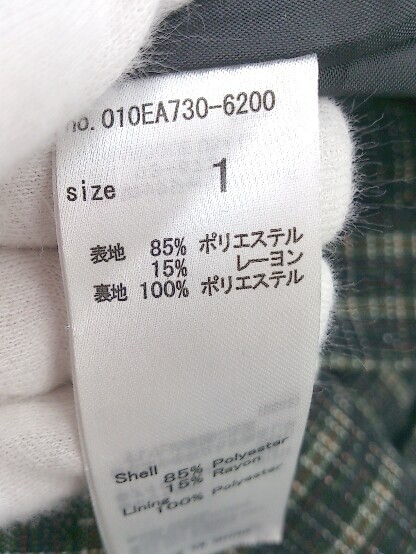 no. 010EA730-6200
size 1
表地 85% ポリエステル
15% レーヨン
裏地 100% ポリエステル
Shell 85% Polyester
15% Rayon
Lining 100% Polyester